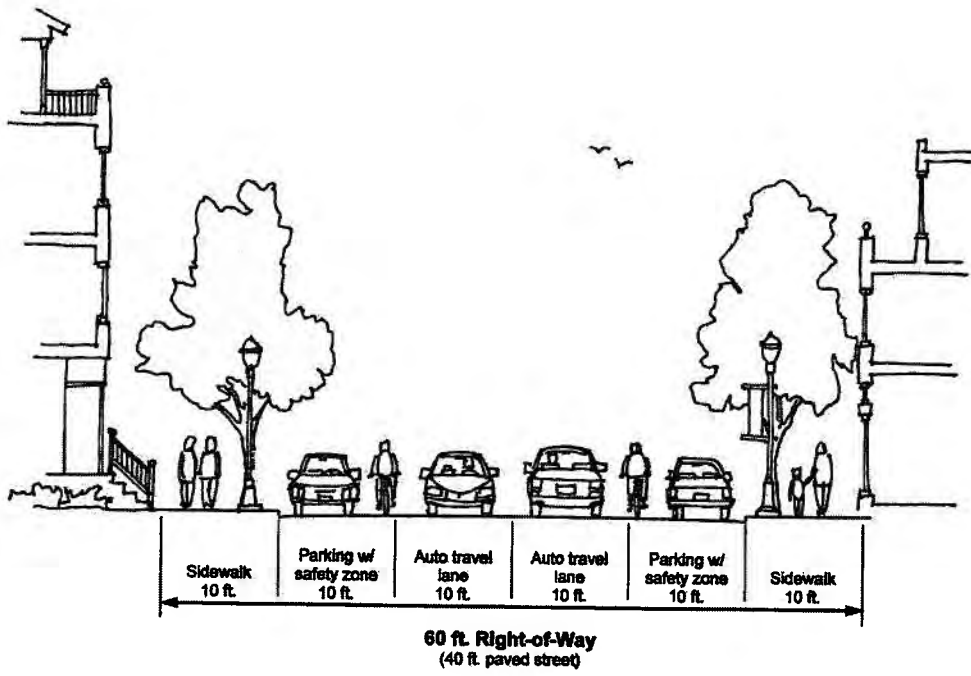 Sidewalk
10 ft.
Parking w/
safety zone
10 ft.
Auto travel
lane
10 ft.
Auto travel
lane
10 ft.
Parking w/
safety zone
10 ft.
Sidewalk
10 ft.
60 ft. Right-of-Way
(40 ft. paved street)